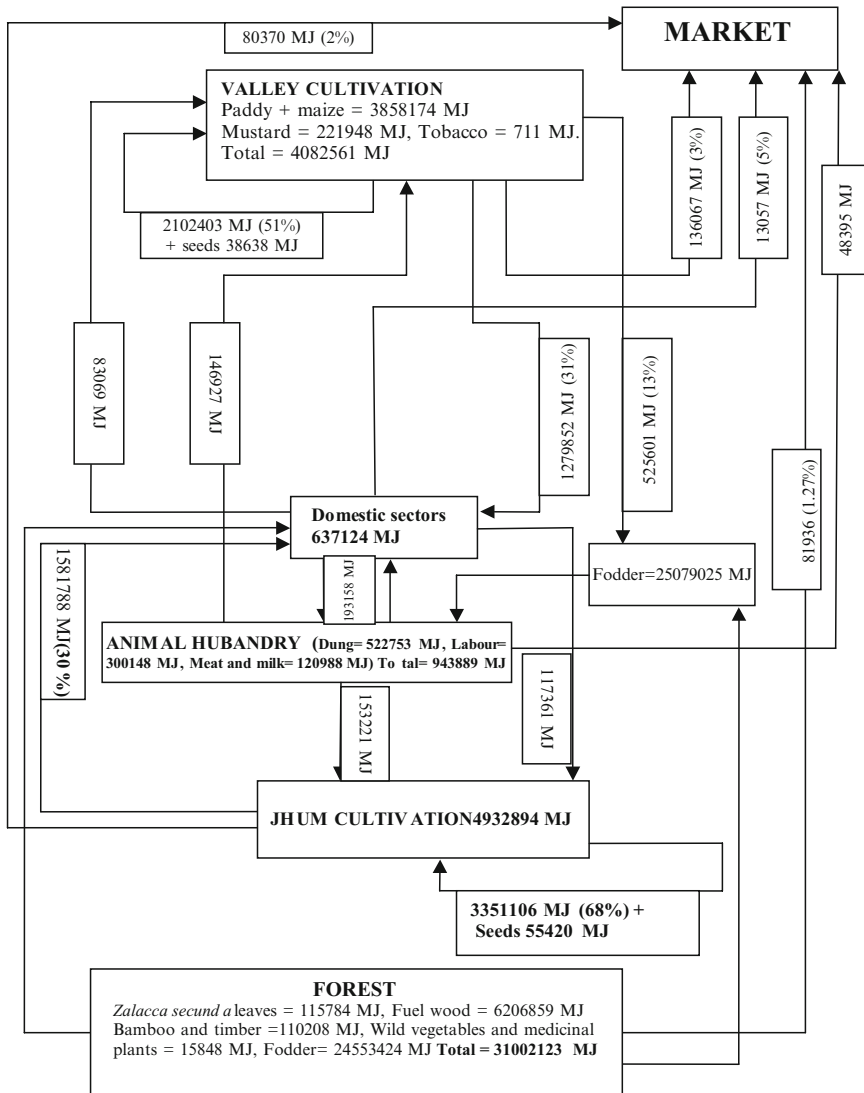 80370 MJ (2%)
MARKET
VALLEY CULTIVATION
Paddy + maize = 3858174 MJ
Mustard = 221948 MJ, Tobacco = 711 MJ.
Total = 4082561 MJ
136067 MJ (3%)
13057 MJ (5%)
48395 MJ
2102403 MJ (51%)
+ seeds 38638 MJ
83069 MJ
146927 MJ
1279852 MJ (31%)
525601 MJ (13%)
81936 (1.27%)
Domestic sectors
637124 MJ
1581788 MJ(30 %)
193158 MJ
Fodder=25079025 MJ
ANIMAL HUBANDRY (Dung= 522753 MJ, Labour=
300148 MJ, Meat and milk= 120988 MJ) To tal= 943889 MJ
153221 MJ
117361 MJ
JHUM CULTIVATION4932894 MJ
3351106 MJ (68%) +
Seeds 55420 MJ
FOREST
Zalacca secund a leaves = 115784 MJ, Fuel wood = 6206859 MJ
Bamboo and timber =110208 MJ, Wild vegetables and medicinal
plants = 15848 MJ, Fodder= 24553424 MJ Total = 31002123 MJ